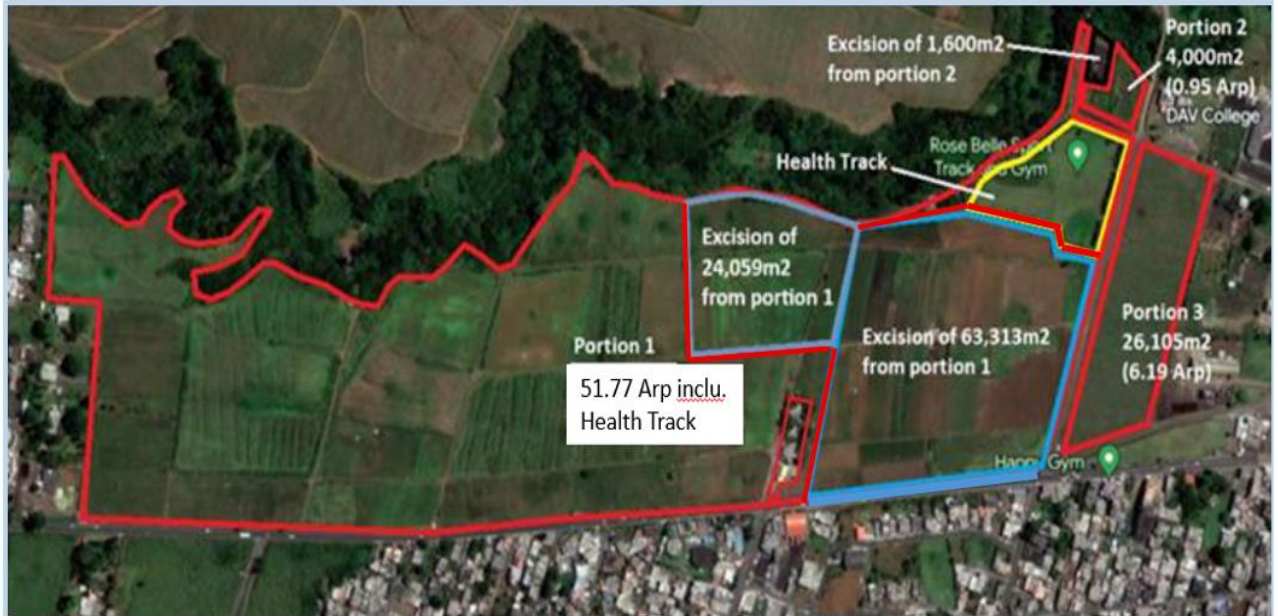 Excision of 1,600m2
from portion 2
Portion 2
4,000m2
(0.95 Arp)
DAV College
Rose Belle Sport
Track and Gym
Health Track
Excision of
24,059m2
from portion 1
Excision of 63,313m2
from portion 1
Portion 3
26,105m2
(6.19 Arp)
Portion 1
51.77 Arp inclu.
Health Track
Happy Gym